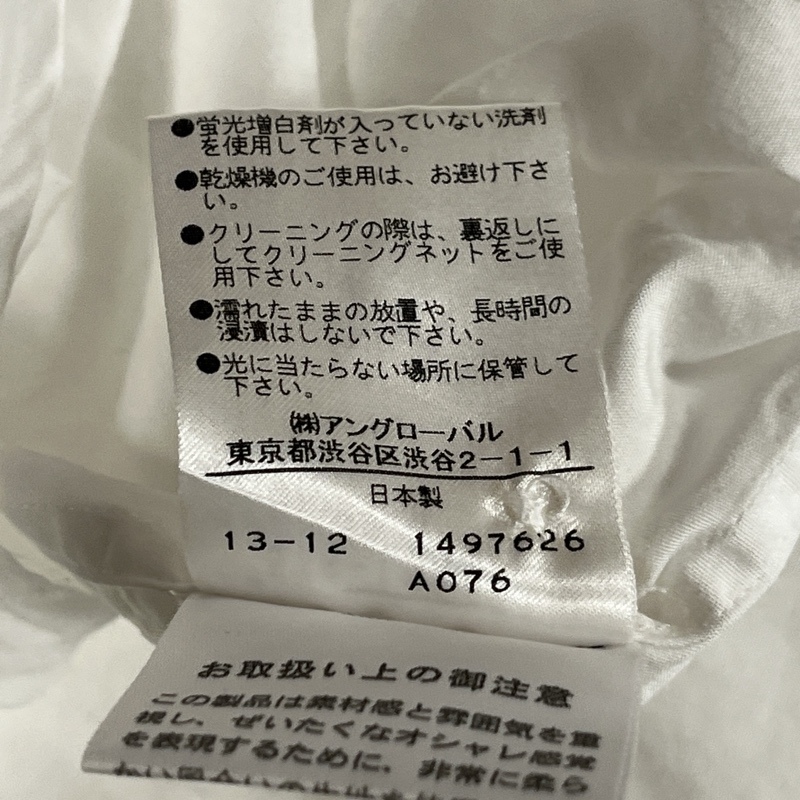 ●蛍光増白剤が入っていない洗剤
を使用して下さい。
●乾燥機のご使用は、お避け下さ
い。
●クリーニングの際は、裏返しに
してクリーニングネットをご使
用下さい。
●濡れたままの放置や、長時間の
浸漬はしないで下さい。
●光に当たらない場所に保管して
下さい。
㈱アングローバル
東京都渋谷区渋谷2-1-1
日本製
13-12 1497626
A076
お取扱い上の御注意
この製品は素材感と雰囲気を重
視し、ぜいたくなオシャレ感覚
を表現するために、非常に柔ら